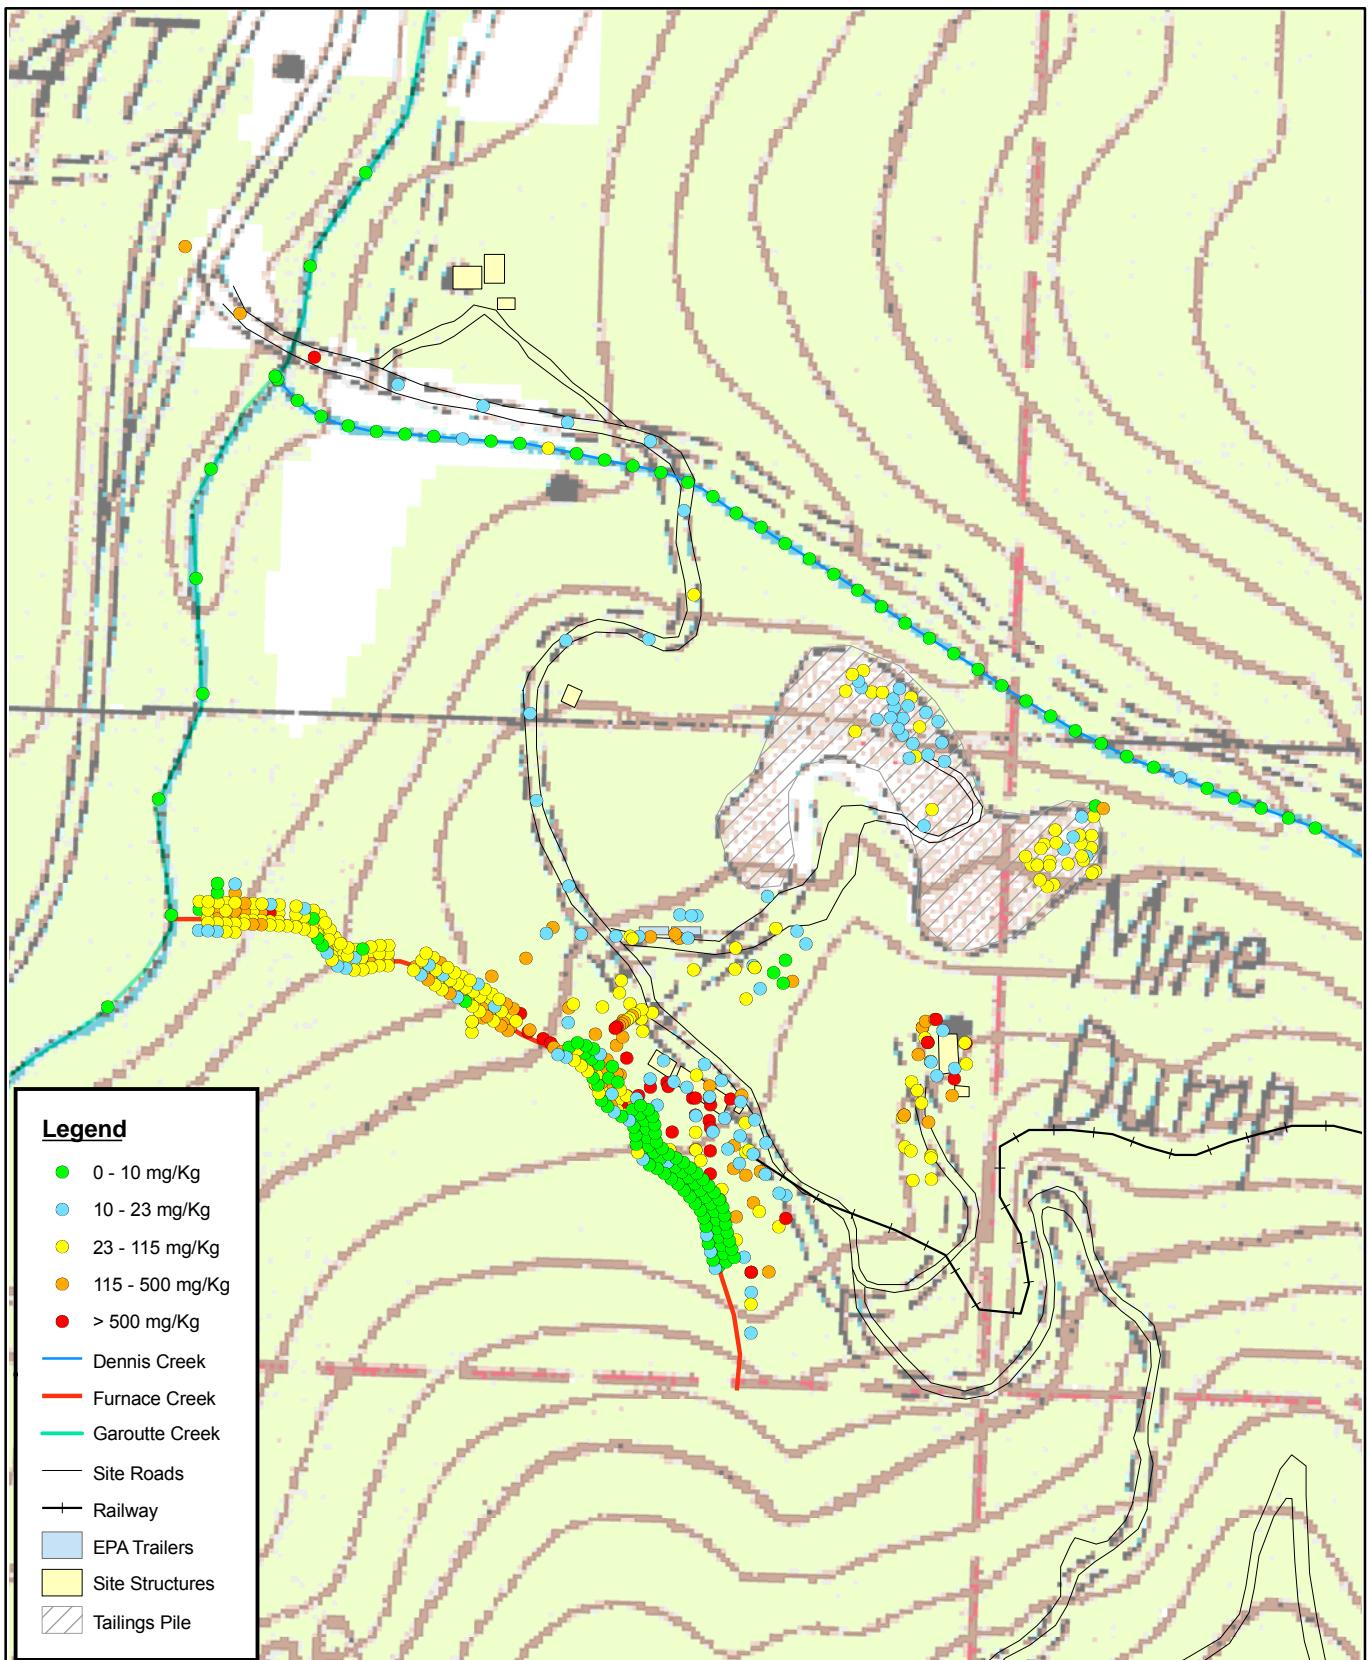 4T
Mine
Dump
Legend
0 - 10 mg/Kg
10 - 23 mg/Kg
23 - 115 mg/Kg
115 - 500 mg/Kg
> 500 mg/Kg
Dennis Creek
Furnace Creek
Garoutte Creek
Site Roads
Railway
EPA Trailers
Site Structures
Tailings Pile